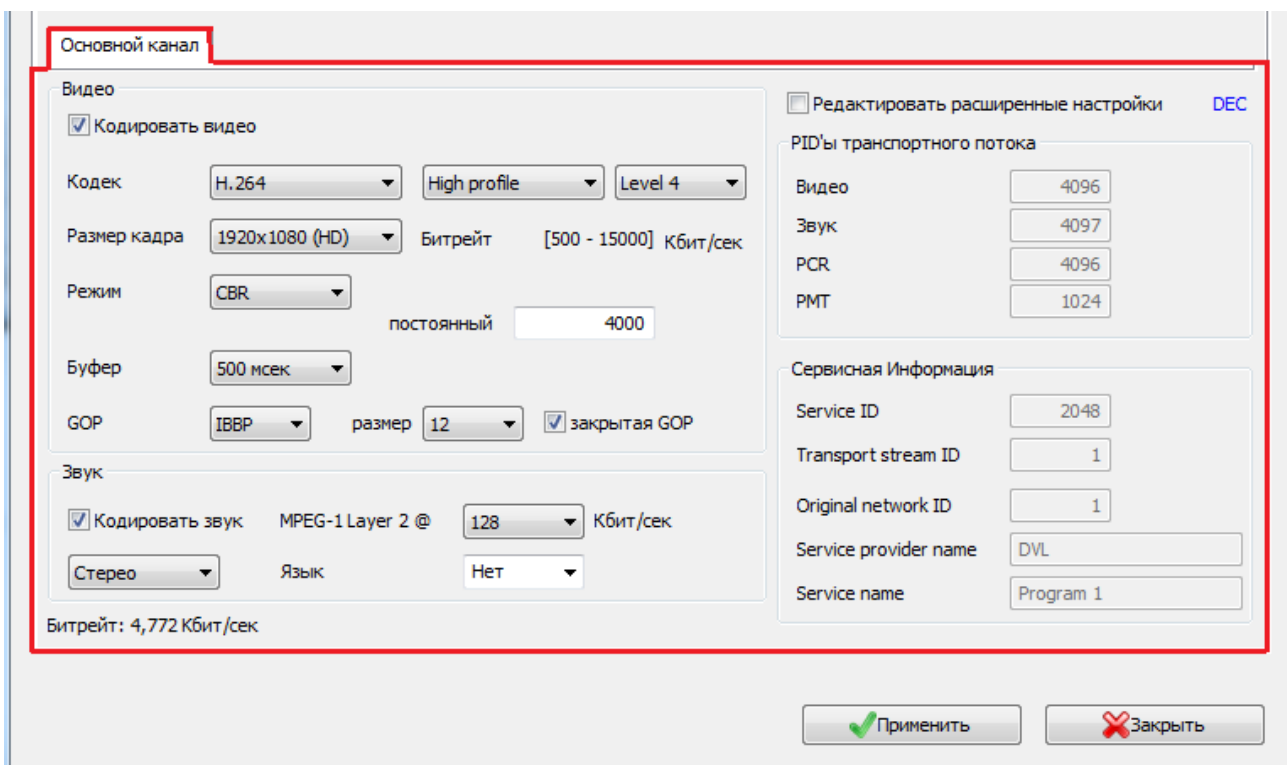 Основной канал
Видео
Кодировать видео
Кодек H.264 High profile Level 4
Размер кадра 1920x1080 (HD) Битрейт [500 - 15000] Кбит/сек
Режим CBR
постоянный 4000
Буфер 500 мсек
GOP IBBP размер 12 закрытая GOP
Звук
Кодировать звук MPEG-1 Layer 2 @ 128 Кбит/сек
Стерео Язык Нет
Битрейт: 4,772 Кбит/сек
Редактировать расширенные настройки DEC
PID'ы транспортного потока
Видео 4096
Звук 4097
PCR 4096
PMT 1024
Сервисная Информация
Service ID 2048
Transport stream ID 1
Original network ID 1
Service provider name DVL
Service name Program 1
Применить Закрыть